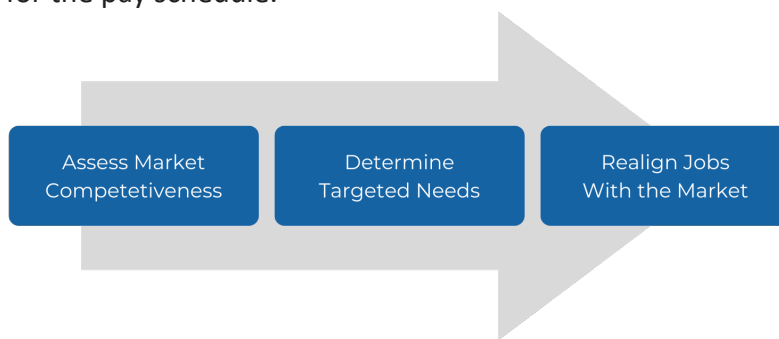 for the pay schedule.
Assess Market
Competetiveness
Determine
Targeted Needs
Realign Jobs
With the Market